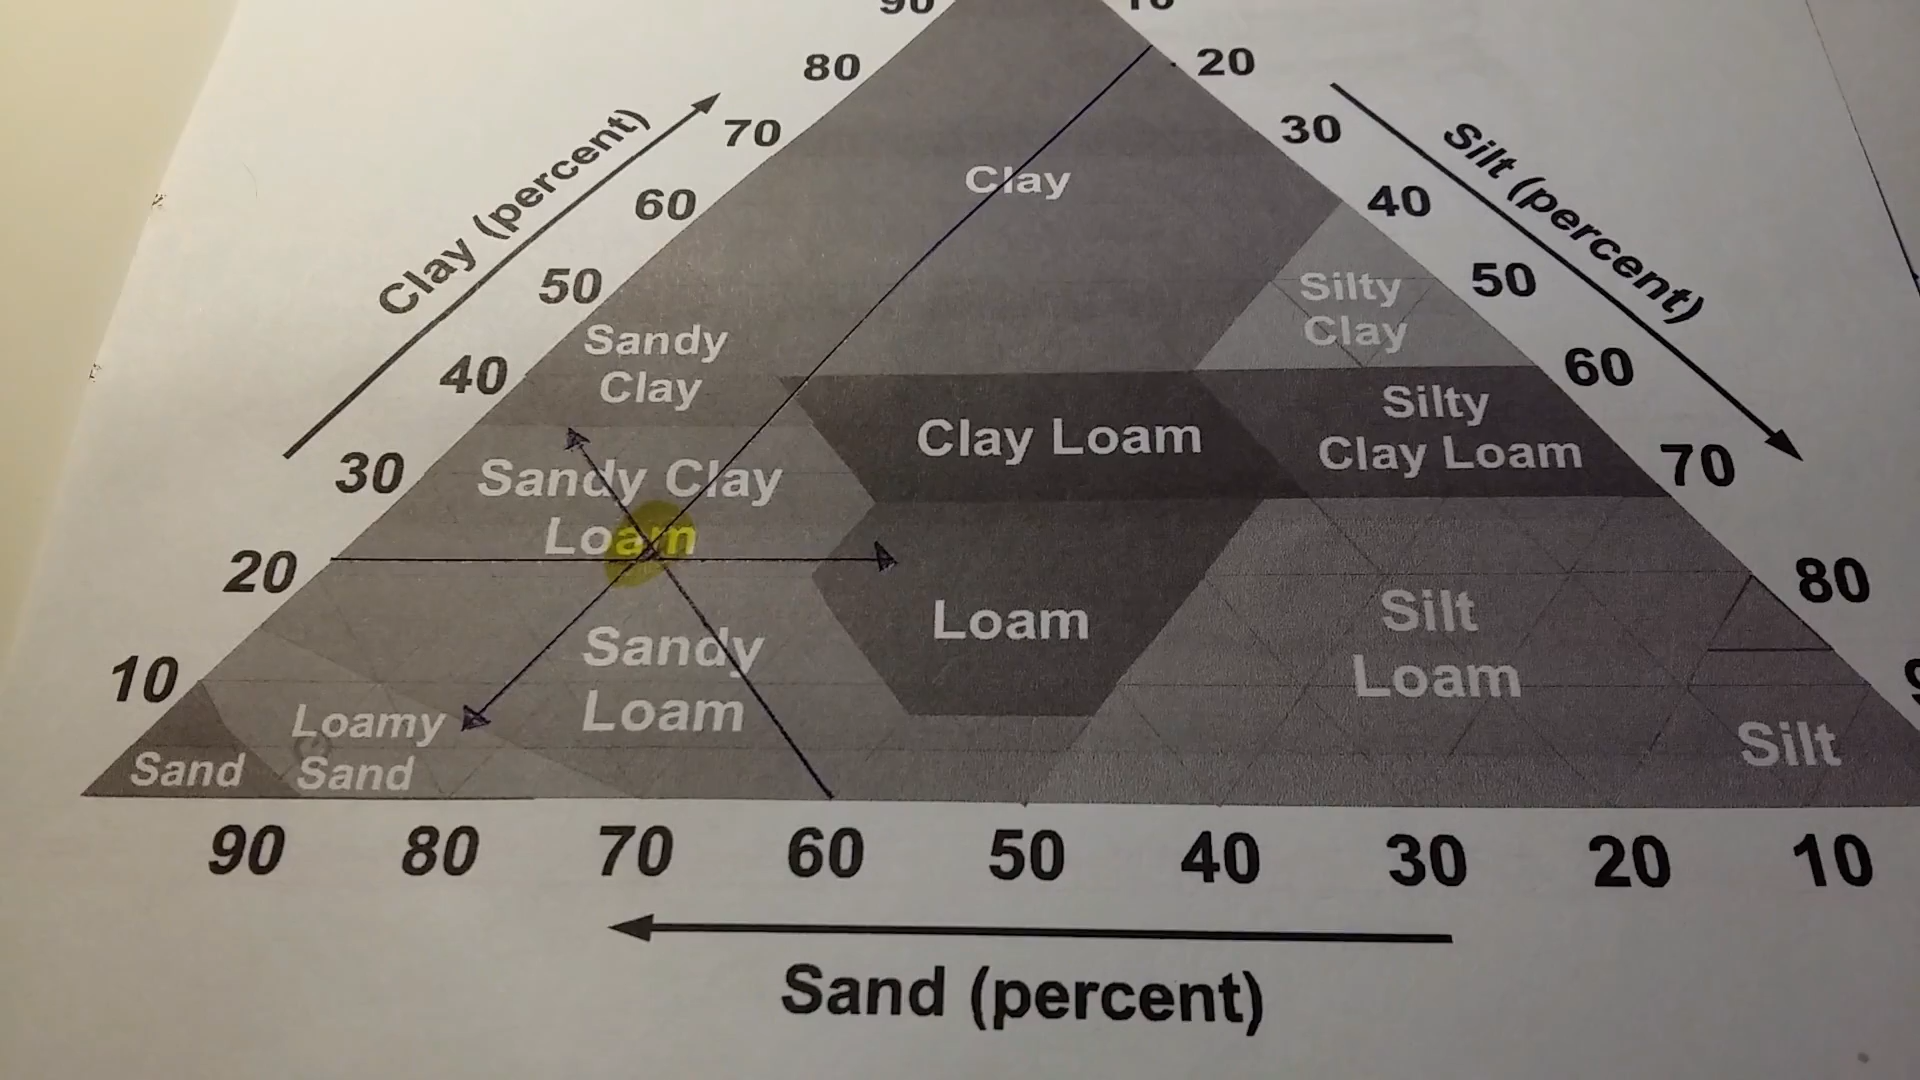 90
10
80
20
70
30
Clay (percent)
Silt (percent)
60
40
Clay
50
50
Silty
Clay
Sandy
Clay
40
60
Clay Loam
Silty
Clay Loam
30
70
Sandy Clay
Loam
20
80
Loam
Silt
Loam
Sandy
Loam
10
Loamy
Sand
Sand
Silt
90 80 70 60 50 40 30 20 10
Sand (percent)